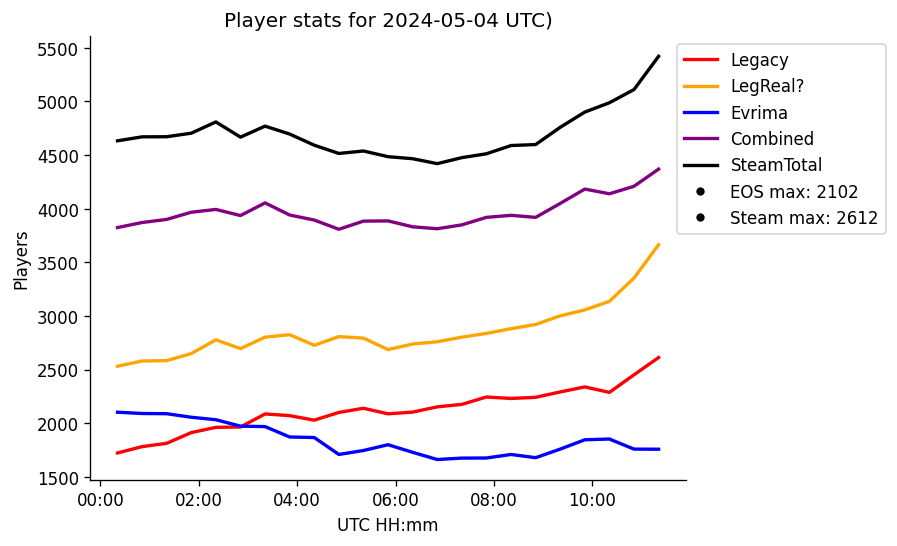 Player stats for 2024-05-04 UTC)
5500
5000
4500
4000
3500
3000
2500
2000
1500
Players
00:00 02:00 04:00 06:00 08:00 10:00
UTC HH:mm
Legacy
LegReal?
Evrima
Combined
SteamTotal
EOS max: 2102
Steam max: 2612